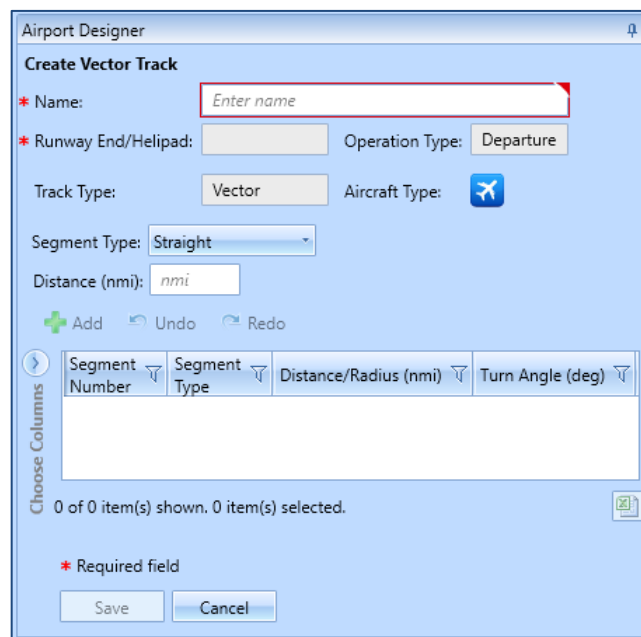 Airport Designer
Create Vector Track
* Name: Enter name
* Runway End/Helipad: Operation Type: Departure
Track Type: Vector Aircraft Type:
Segment Type: Straight
Distance (nmi): nmi
Add Undo Redo
Choose Columns
Segment Number Segment Type Distance/Radius (nmi) Turn Angle (deg)
0 of 0 item(s) shown. 0 item(s) selected.
* Required field
Save Cancel